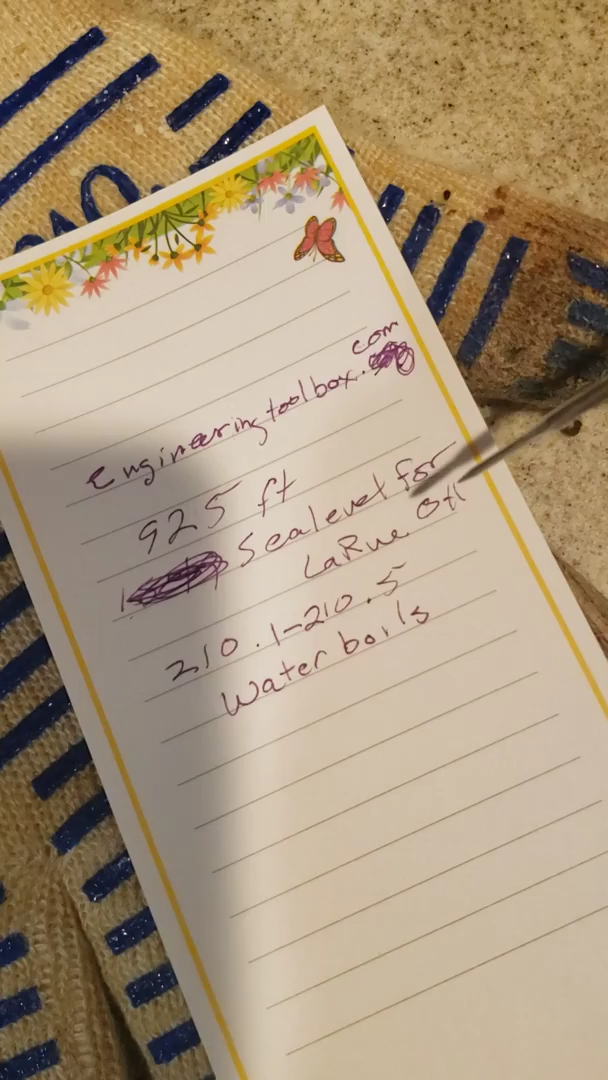 com
engineeringtoolbox.
925 ft
Sealevel for
LaRue OH
210.1-210.5
Water boils